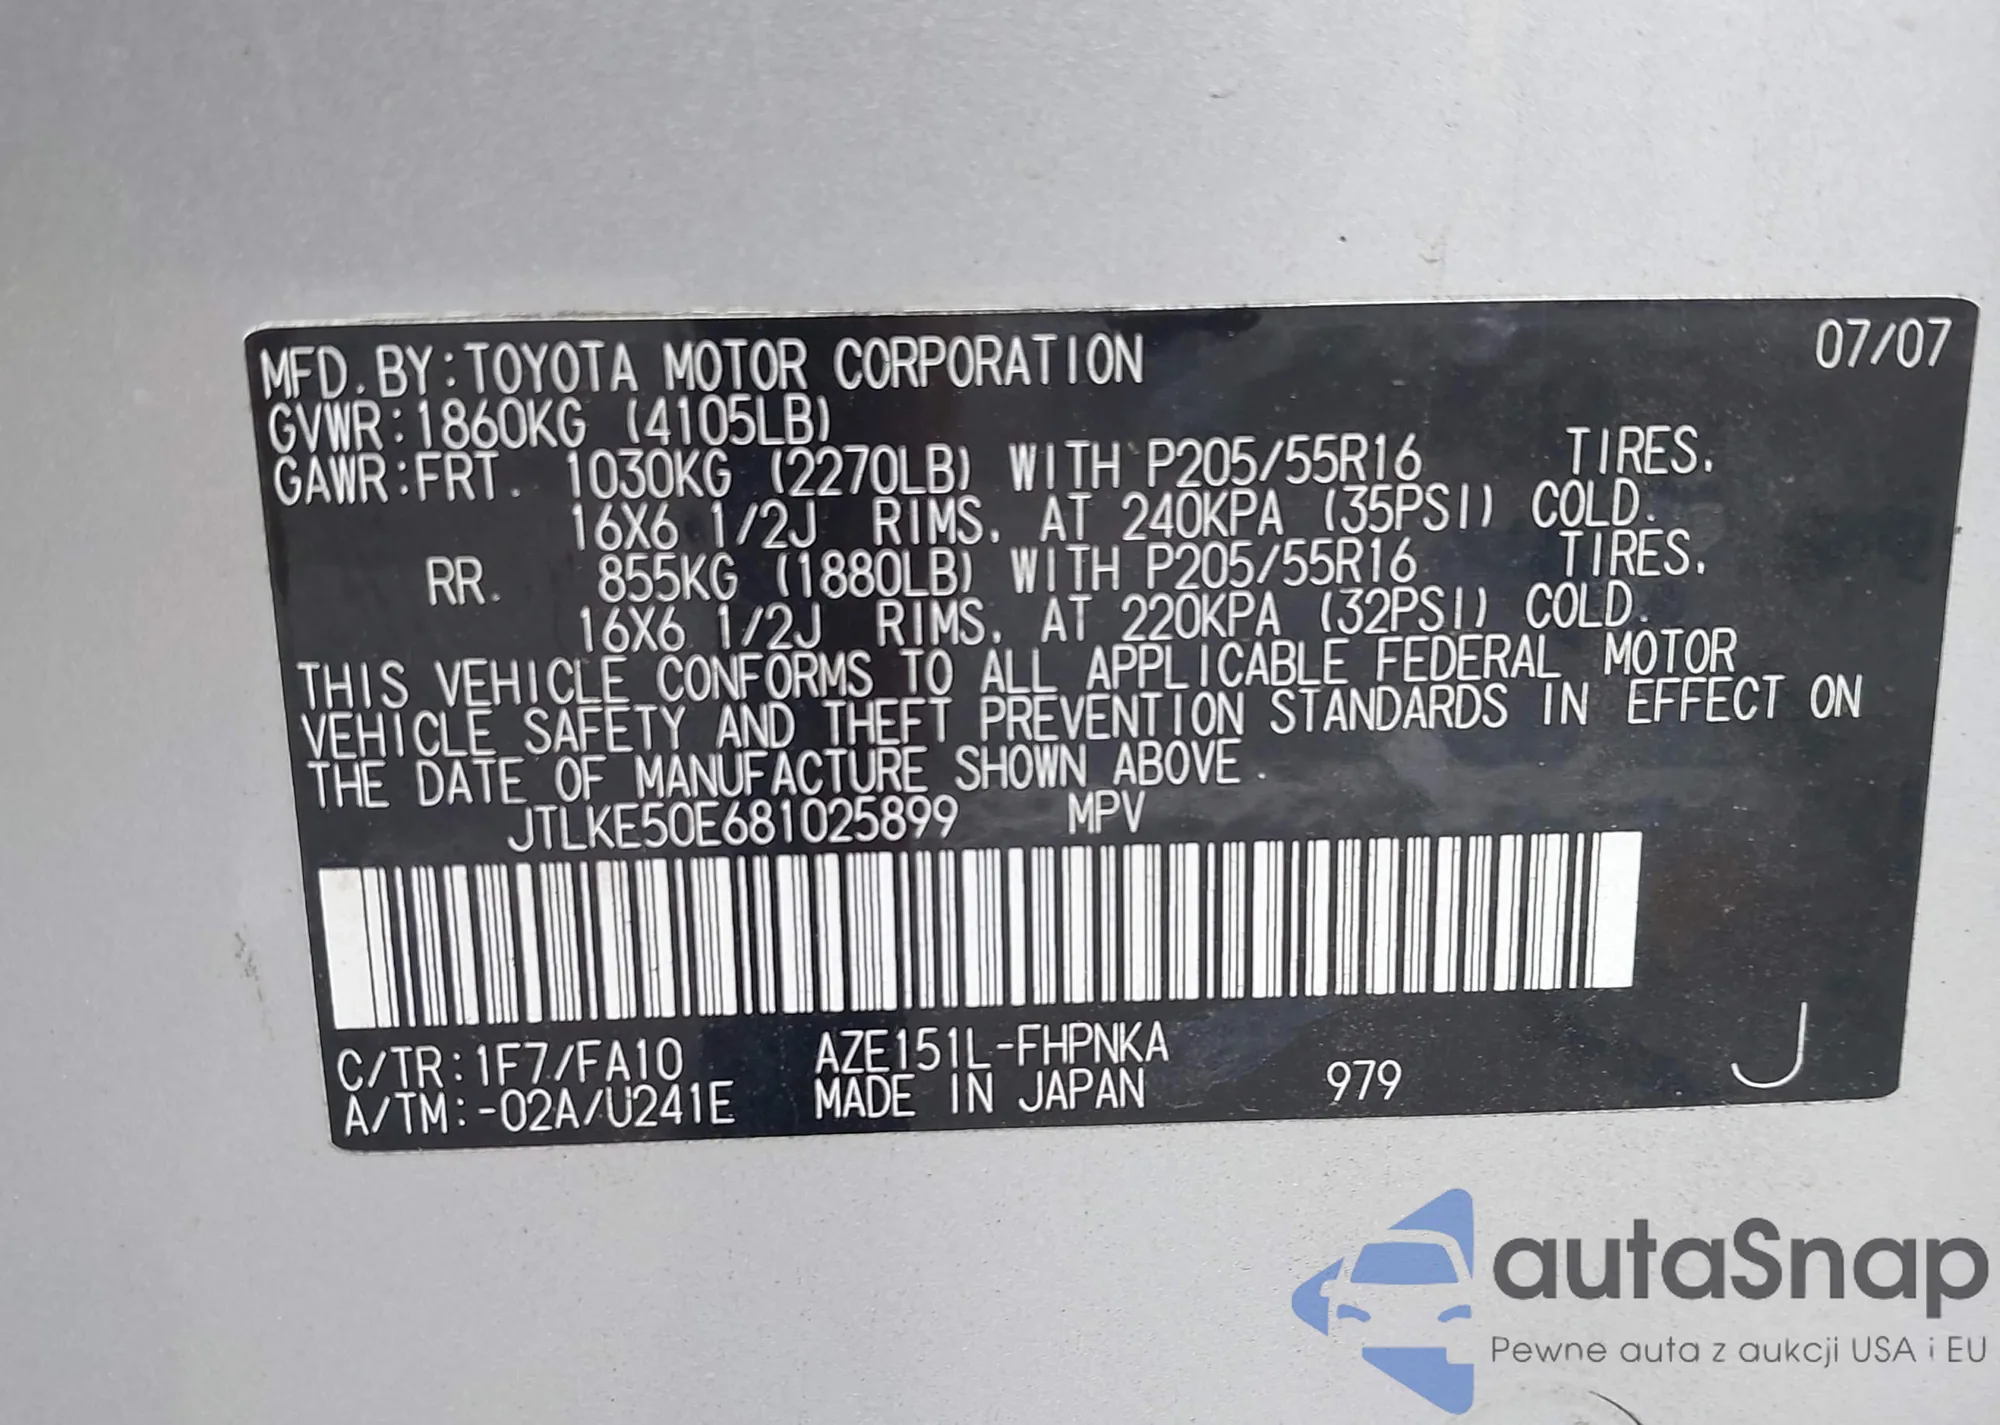 MFD. BY: TOYOTA MOTOR CORPORATION 07/07
GVWR: 1860KG (4105LB)
GAWR: FRT. 1030KG (2270LB) WITH P205/55R16 TIRES.
16X6 1/2J RIMS. AT 240KPA (35PSI) COLD.
RR. 855KG (1880LB) WITH P205/55R16 TIRES.
16X6 1/2J RIMS. AT 220KPA (32PSI) COLD.
THIS VEHICLE CONFORMS TO ALL APPLICABLE FEDERAL MOTOR
VEHICLE SAFETY AND THEFT PREVENTION STANDARDS IN EFFECT ON
THE DATE OF MANUFACTURE SHOWN ABOVE.
JTLKE50E681025899 MPV
C/TR: 1F7/FA10 AZE151L-FHPNKA
A/TM: -02A/U241E MADE IN JAPAN 979 J
autaSnap
Pewne auta z aukcji USA i EU